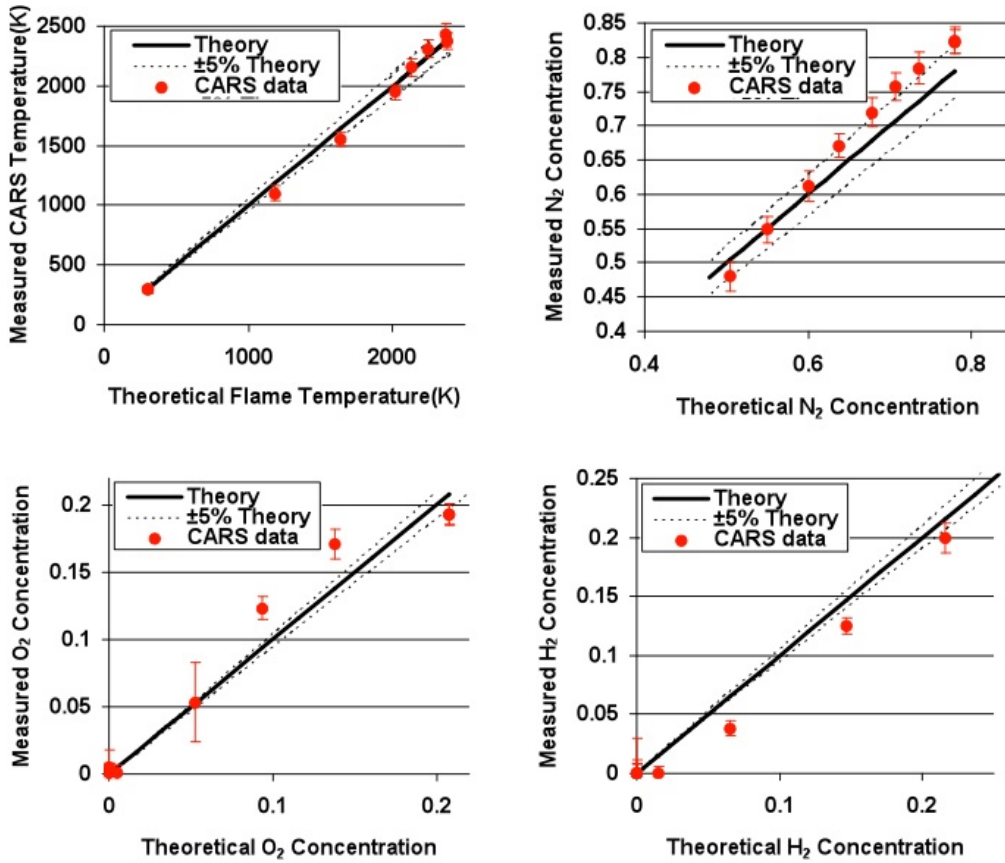 Measured CARS Temperature(K)
2500
2000
1500
1000
500
0
Theory
±5% Theory
CARS data
0
1000
2000
Theoretical Flame Temperature(K)
Measured N₂ Concentration
0.85
0.8
0.75
0.7
0.65
0.6
0.55
0.5
0.45
0.4
Theory
±5% Theory
CARS data
0.4
0.6
0.8
Theoretical N₂ Concentration
Measured O₂ Concentration
0.2
0.15
0.1
0.05
0
Theory
±5% Theory
CARS data
0
0.1
0.2
Theoretical O₂ Concentration
Measured H₂ Concentration
0.25
0.2
0.15
0.1
0.05
0
Theory
±5% Theory
CARS data
0
0.1
0.2
Theoretical H₂ Concentration